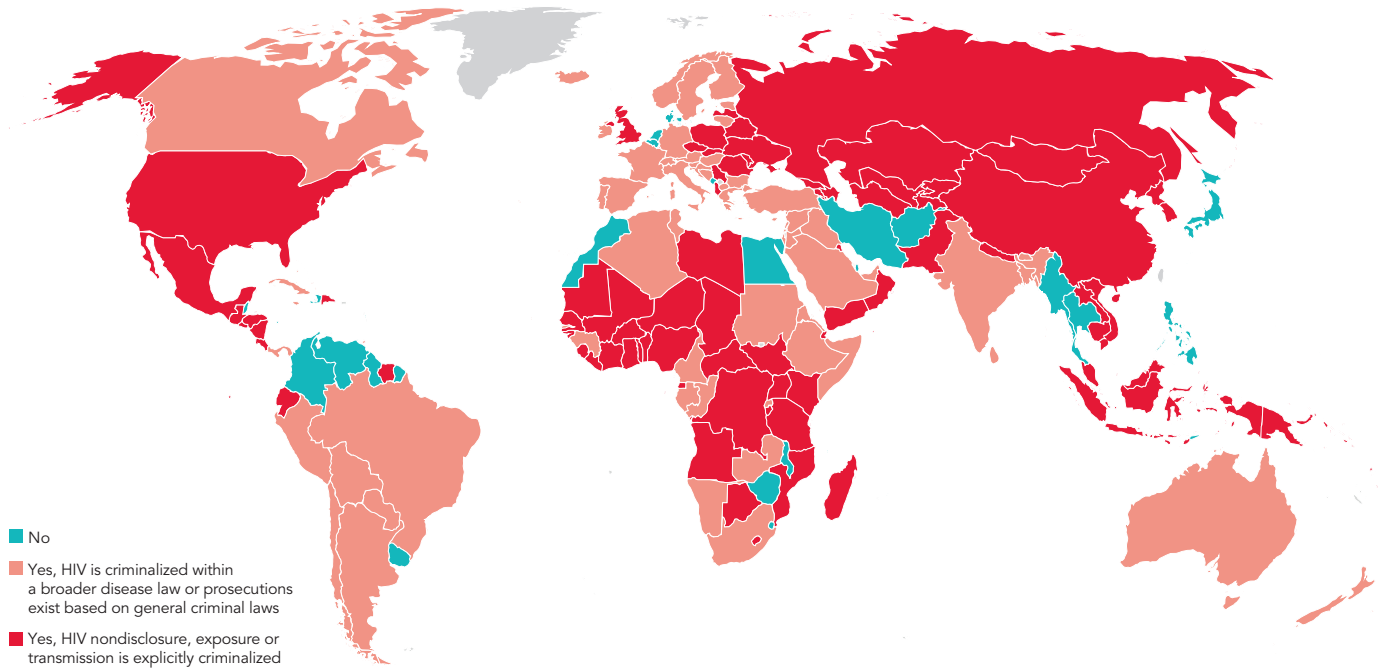 No
Yes, HIV is criminalized within
a broader disease law or prosecutions
exist based on general criminal laws
Yes, HIV nondisclosure, exposure or
transmission is explicitly criminalized